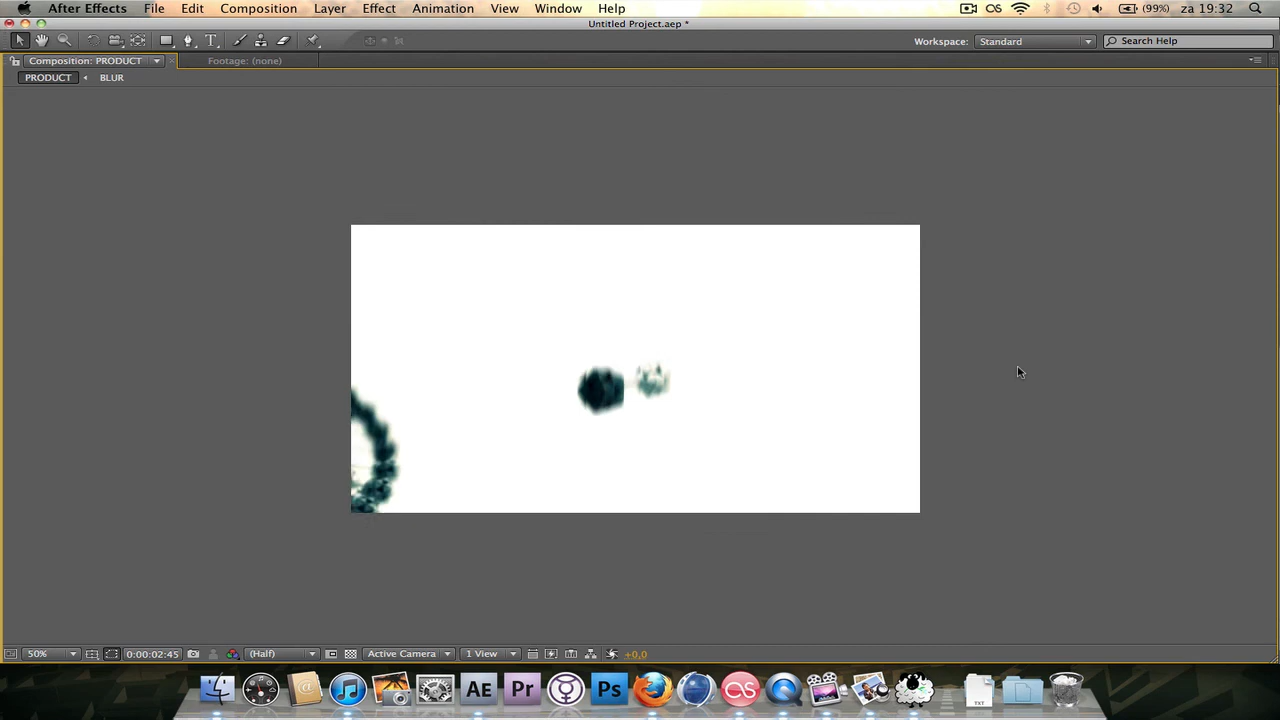 After Effects File Edit Composition Layer Effect Animation View Window Help (99%) za 19:32
Untitled Project.aep *
T Workspace: Standard Search Help
Composition: PRODUCT Footage: (none)
PRODUCT BLUR
50% 0:00:02:45 (Half) Active Camera 1 View +0,0
AE Pr Ps TXT